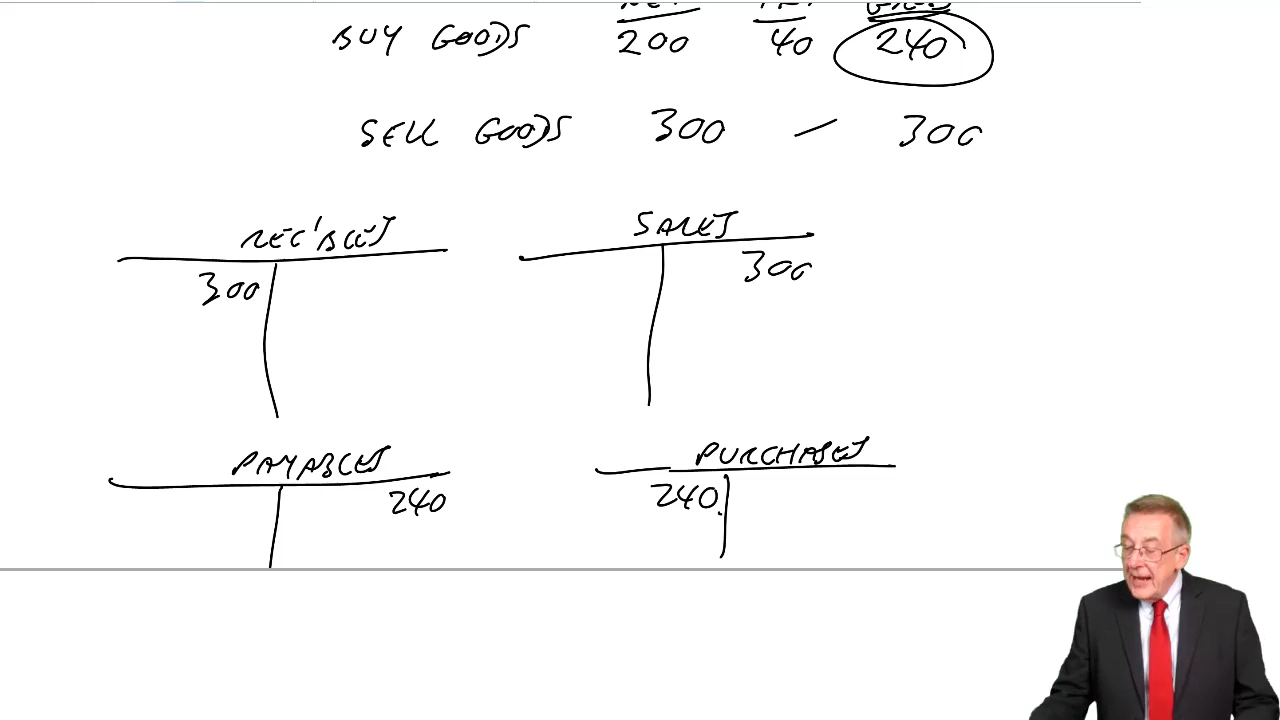 BUY GOODS 200 40 240
SELL GOODS 300 — 300
REC'BLES SALES
300 300
PAYABLES PURCHASES
240 240